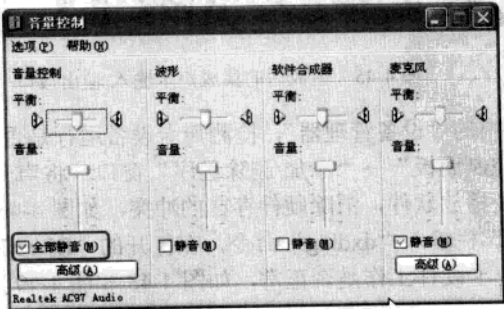 音量控制
选项(P) 帮助(H)
音量控制 波形 软件合成器 麦克风
平衡: 平衡: 平衡: 平衡:
音量: 音量: 音量: 音量:
全部静音(M) 静音(M) 静音(M) 静音(M)
高级(A) 高级(A)
Realtek AC97 Audio